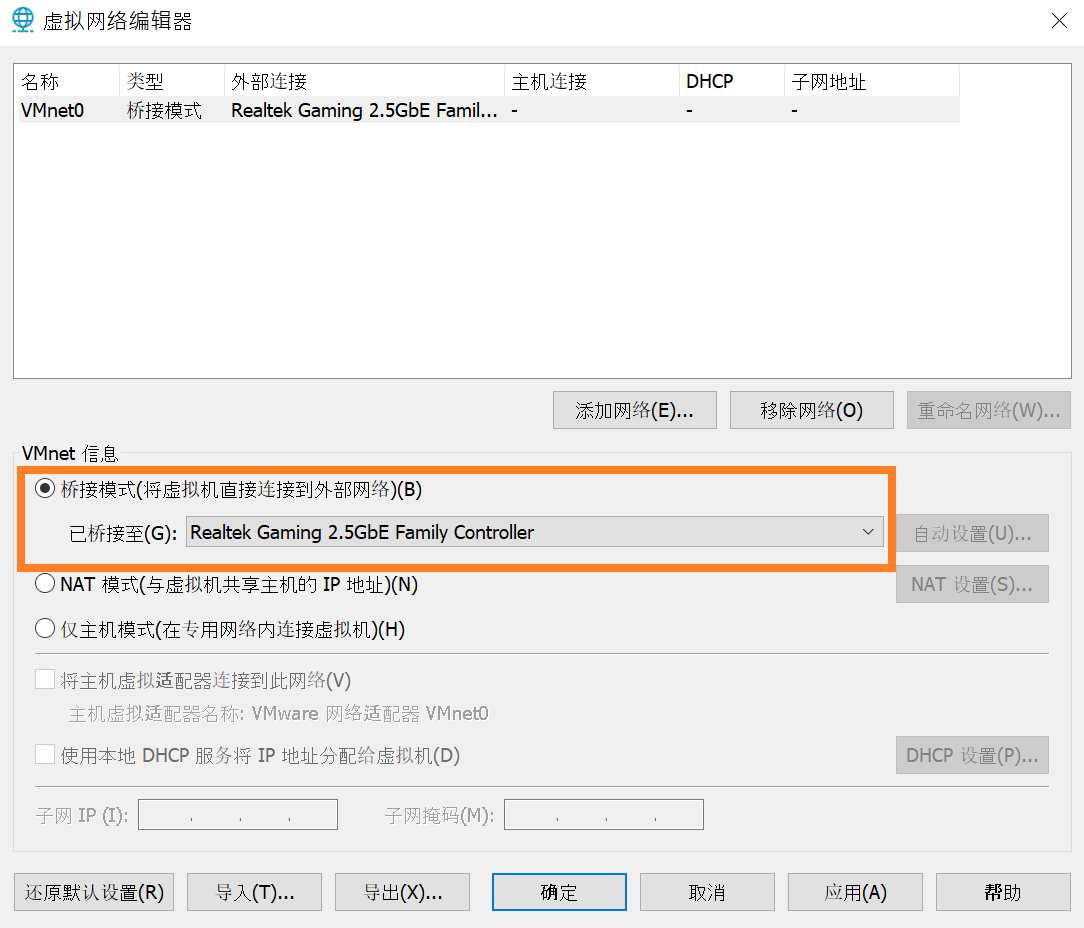 虚拟网络编辑器
名称 类型 外部连接 主机连接 DHCP 子网地址
VMnet0 桥接模式 Realtek Gaming 2.5GbE Famil... - - -
添加网络(E)... 移除网络(O) 重命名网络(W)...
VMnet 信息
桥接模式(将虚拟机直接连接到外部网络)(B)
已桥接至(G): Realtek Gaming 2.5GbE Family Controller 自动设置(U)...
NAT 模式(与虚拟机共享主机的 IP 地址)(N) NAT 设置(S)...
仅主机模式(在专用网络内连接虚拟机)(H)
将主机虚拟适配器连接到此网络(V)
主机虚拟适配器名称: VMware 网络适配器 VMnet0
使用本地 DHCP 服务将 IP 地址分配给虚拟机(D) DHCP 设置(P)...
子网 IP (I): . . . 子网掩码(M): . . .
还原默认设置(R) 导入(T)... 导出(X)... 确定 取消 应用(A) 帮助